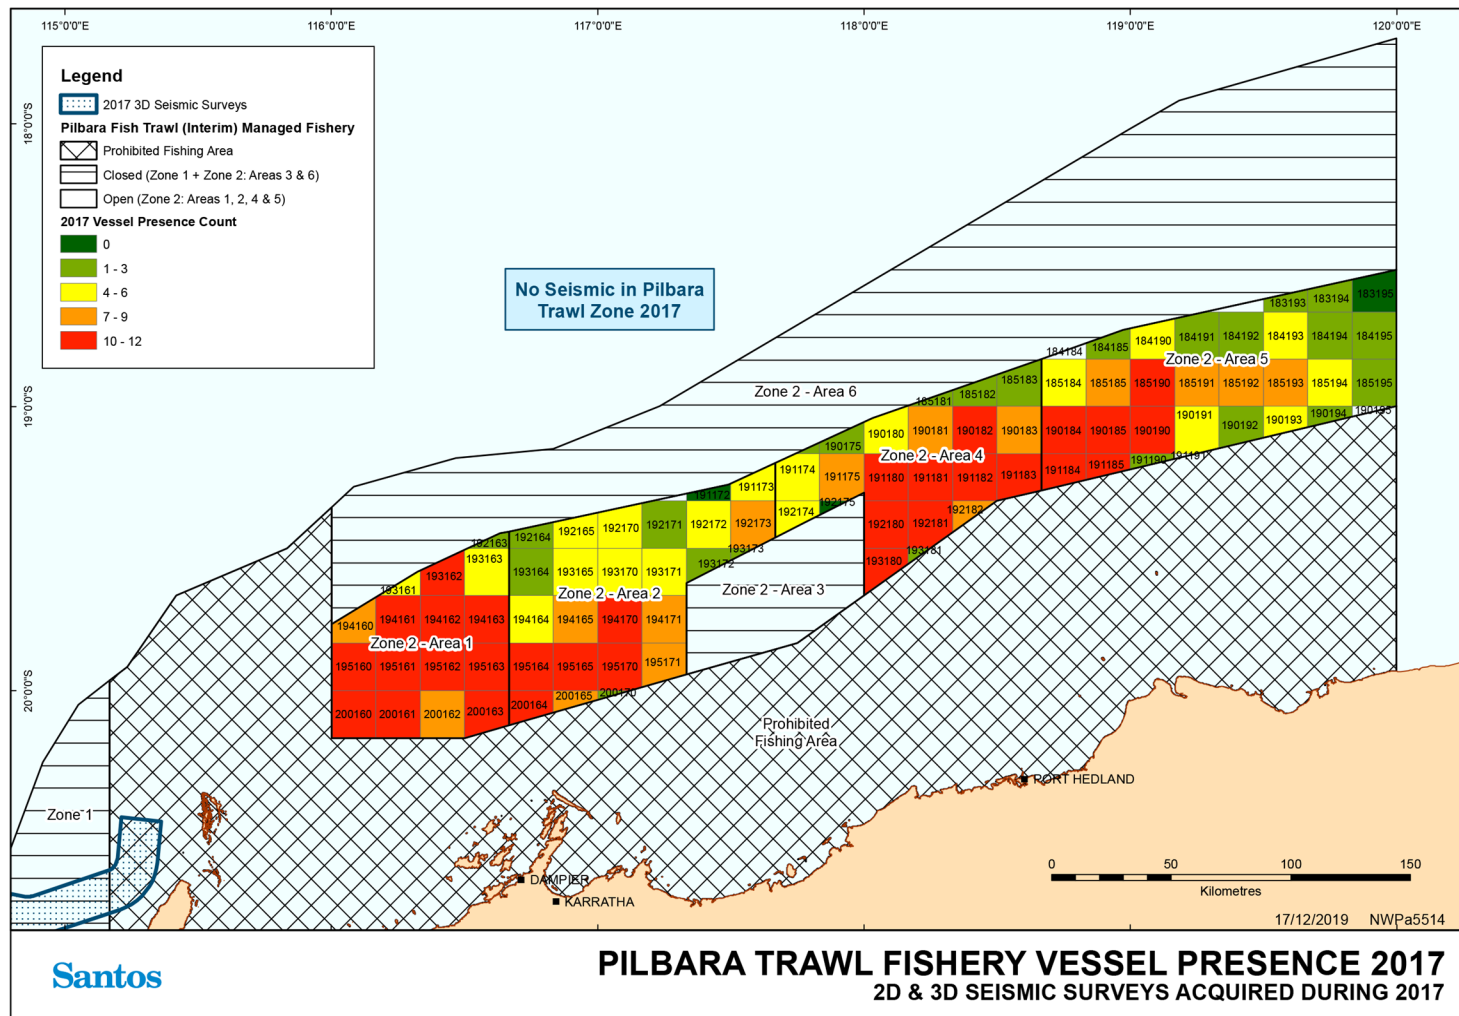 115°0'0"E
116°0'0"E
117°0'0"E
118°0'0"E
119°0'0"E
120°0'0"E
18°0'0"S
19°0'0"S
20°0'0"S
Legend
2017 3D Seismic Surveys
Pilbara Fish Trawl (Interim) Managed Fishery
Prohibited Fishing Area
Closed (Zone 1 + Zone 2: Areas 3 & 6)
Open (Zone 2: Areas 1, 2, 4 & 5)
2017 Vessel Presence Count
0
1 - 3
4 - 6
7 - 9
10 - 12
No Seismic in Pilbara
Trawl Zone 2017
183193 183194 183195
184184 184185 184190 184191 184192 184193 184194 184195
Zone 2 - Area 5
185181 185182 185183 185184 185185 185190 185191 185192 185193 185194 185195
Zone 2 - Area 6
190175 190180 190181 190182 190183 190184 190185 190190 190191 190192 190193 190194 190195
Zone 2 - Area 4
191172 191173 191174 191175 191180 191181 191182 191183 191184 191185 191190 191191
192163 192164 192165 192170 192171 192172 192173 192174 192175 192180 192181 192182
193161 193162 193163 193164 193165 193170 193171 193172 193173 193180 193181
Zone 2 - Area 2
Zone 2 - Area 3
194160 194161 194162 194163 194164 194165 194170 194171
Zone 2 - Area 1
195160 195161 195162 195163 195164 195165 195170 195171
200160 200161 200162 200163 200164 200165 200170
Prohibited
Fishing Area
Zone 1
PORT HEDLAND
DAMPIER
KARRATHA
0 50 100 150
Kilometres
17/12/2019 NWPa5514
Santos
PILBARA TRAWL FISHERY VESSEL PRESENCE 2017
2D & 3D SEISMIC SURVEYS ACQUIRED DURING 2017